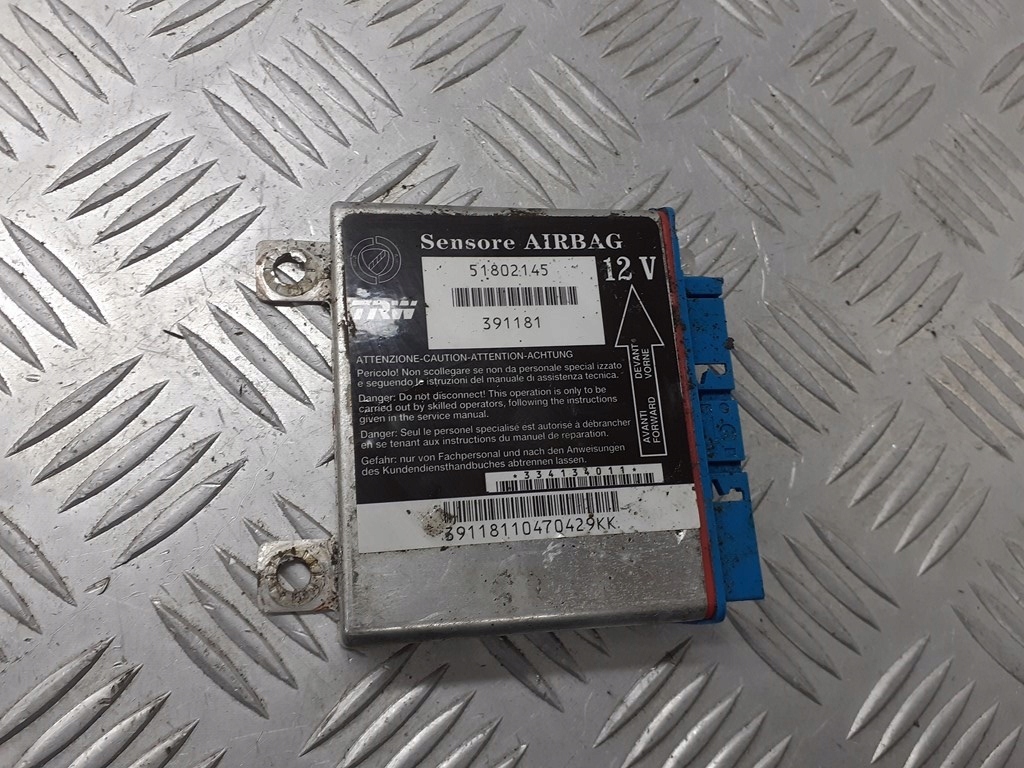 Sensore AIRBAG
51802145
12 V
391181
TRW
ATTENZIONE-CAUTION-ATTENTION-ACHTUNG
Pericolo! Non scollegare se non da personale special izzato
e seguendo le istruzioni del manuale di assistenza tecnica.
Danger: Do not disconnect! This operation is only to be
carried out by skilled operators, following the instructions
given in the service manual.
Danger: Seul le personel specialisé est autorise à débrancher
en se tenant aux instructions du manuel de reparation.
Gefahr: nur von Fachpersonal und nach den Anweisungen
des Kundendiensthandbuches abtrennen lassen.
DEVANT
VORNE
AVANTI
FORWARD
*334134011*
39118110470429KK